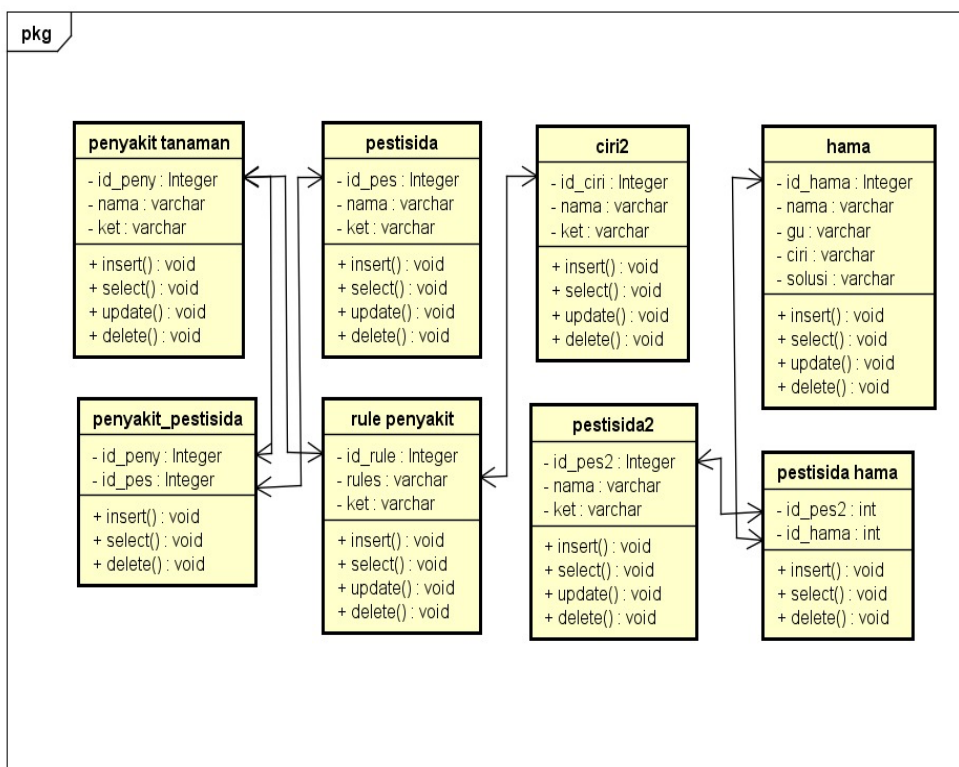 pkg
penyakit tanaman
- id_peny : Integer
- nama : varchar
- ket : varchar
+ insert() : void
+ select() : void
+ update() : void
+ delete() : void
pestisida
- id_pes : Integer
- nama : varchar
- ket : varchar
+ insert() : void
+ select() : void
+ update() : void
+ delete() : void
ciri2
- id_ciri : Integer
- nama : varchar
- ket : varchar
+ insert() : void
+ select() : void
+ update() : void
+ delete() : void
hama
- id_hama : Integer
- nama : varchar
- gu : varchar
- ciri : varchar
- solusi : varchar
+ insert() : void
+ select() : void
+ update() : void
+ delete() : void
penyakit_pestisida
- id_peny : Integer
- id_pes : Integer
+ insert() : void
+ select() : void
+ delete() : void
rule penyakit
- id_rule : Integer
- rules : varchar
- ket : varchar
+ insert() : void
+ select() : void
+ update() : void
+ delete() : void
pestisida2
- id_pes2 : Integer
- nama : varchar
- ket : varchar
+ insert() : void
+ select() : void
+ update() : void
+ delete() : void
pestisida hama
- id_pes2 : int
- id_hama : int
+ insert() : void
+ select() : void
+ delete() : void